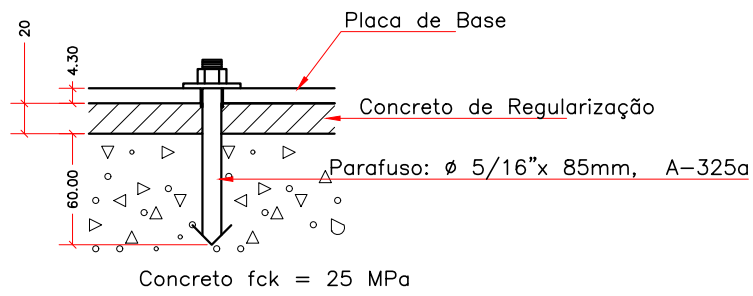 Placa de Base
20
4.30
Concreto de Regularização
60.00
Parafuso: ø 5/16”x 85mm, A-325a
Concreto fck = 25 MPa